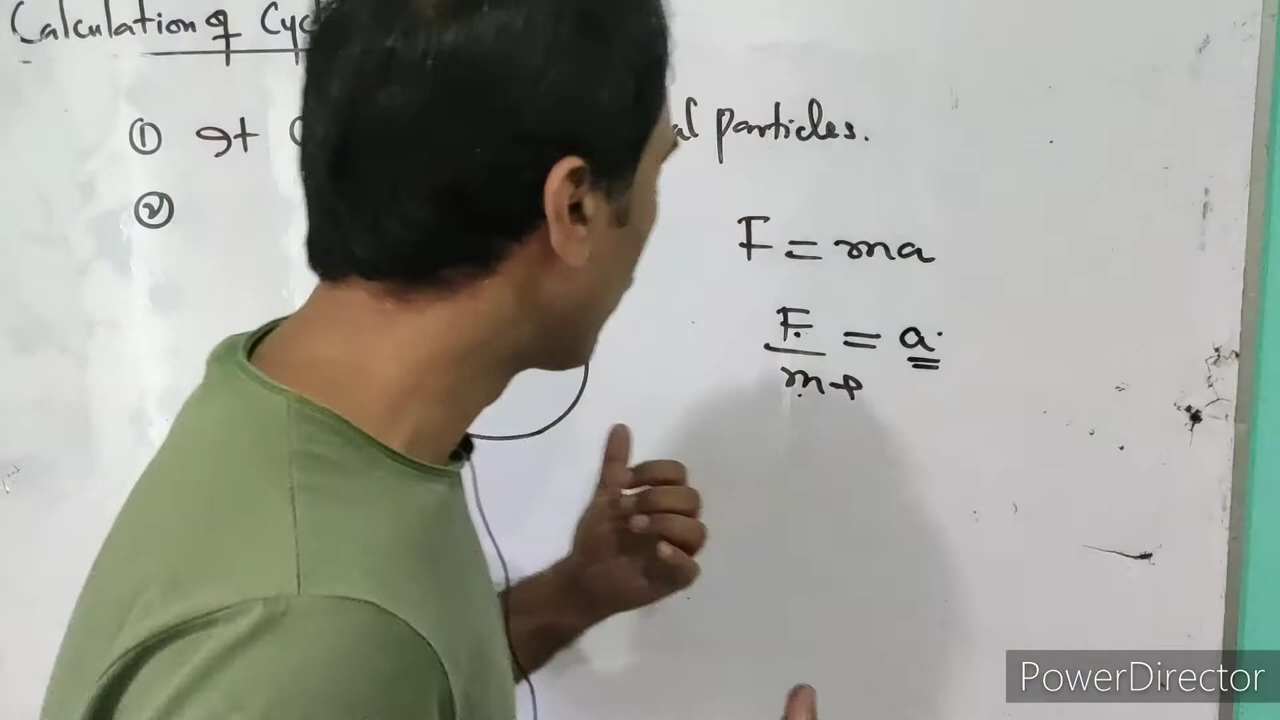 Calculation of Cyc
① It
al particles.
②
F = ma
F / m = a
PowerDirector